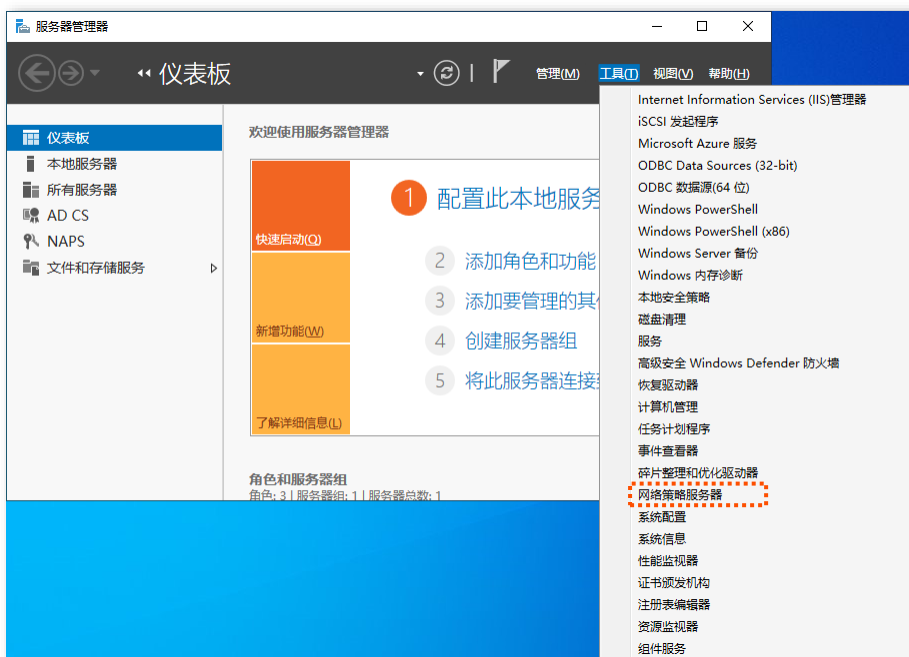 服务器管理器
仪表板
管理(M) 工具(T) 视图(V) 帮助(H)
仪表板
本地服务器
所有服务器
AD CS
NAPS
文件和存储服务
欢迎使用服务器管理器
快速启动(Q)
新增功能(W)
了解详细信息(L)
1 配置此本地服务
2 添加角色和功能
3 添加要管理的其
4 创建服务器组
5 将此服务器连接
角色和服务器组
角色: 3 | 服务器组: 1 | 服务器总数: 1
Internet Information Services (IIS)管理器
iSCSI 发起程序
Microsoft Azure 服务
ODBC Data Sources (32-bit)
ODBC 数据源(64 位)
Windows PowerShell
Windows PowerShell (x86)
Windows Server 备份
Windows 内存诊断
本地安全策略
磁盘清理
服务
高级安全 Windows Defender 防火墙
恢复驱动器
计算机管理
任务计划程序
事件查看器
碎片整理和优化驱动器
网络策略服务器
系统配置
系统信息
性能监视器
证书颁发机构
注册表编辑器
资源监视器
组件服务